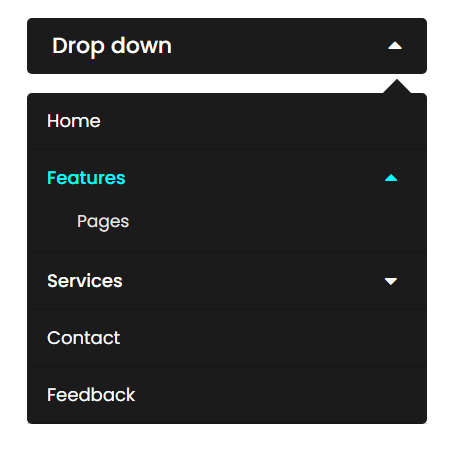 Drop down
Home
Features
Pages
Services
Contact
Feedback